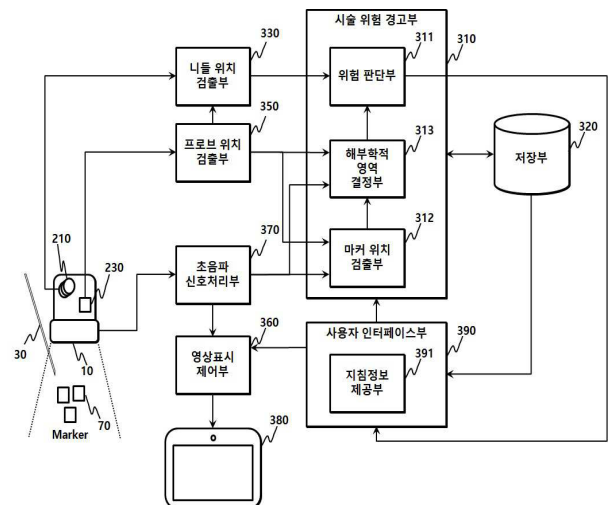 시술 위험 경고부
310
330
니들 위치
검출부
311
위험 판단부
350
프로브 위치
검출부
313
해부학적
영역
결정부
320
저장부
210
230
370
초음파
신호처리부
312
마커 위치
검출부
30
10
360
영상표시
제어부
사용자 인터페이스부
390
391
지침정보
제공부
70
Marker
380